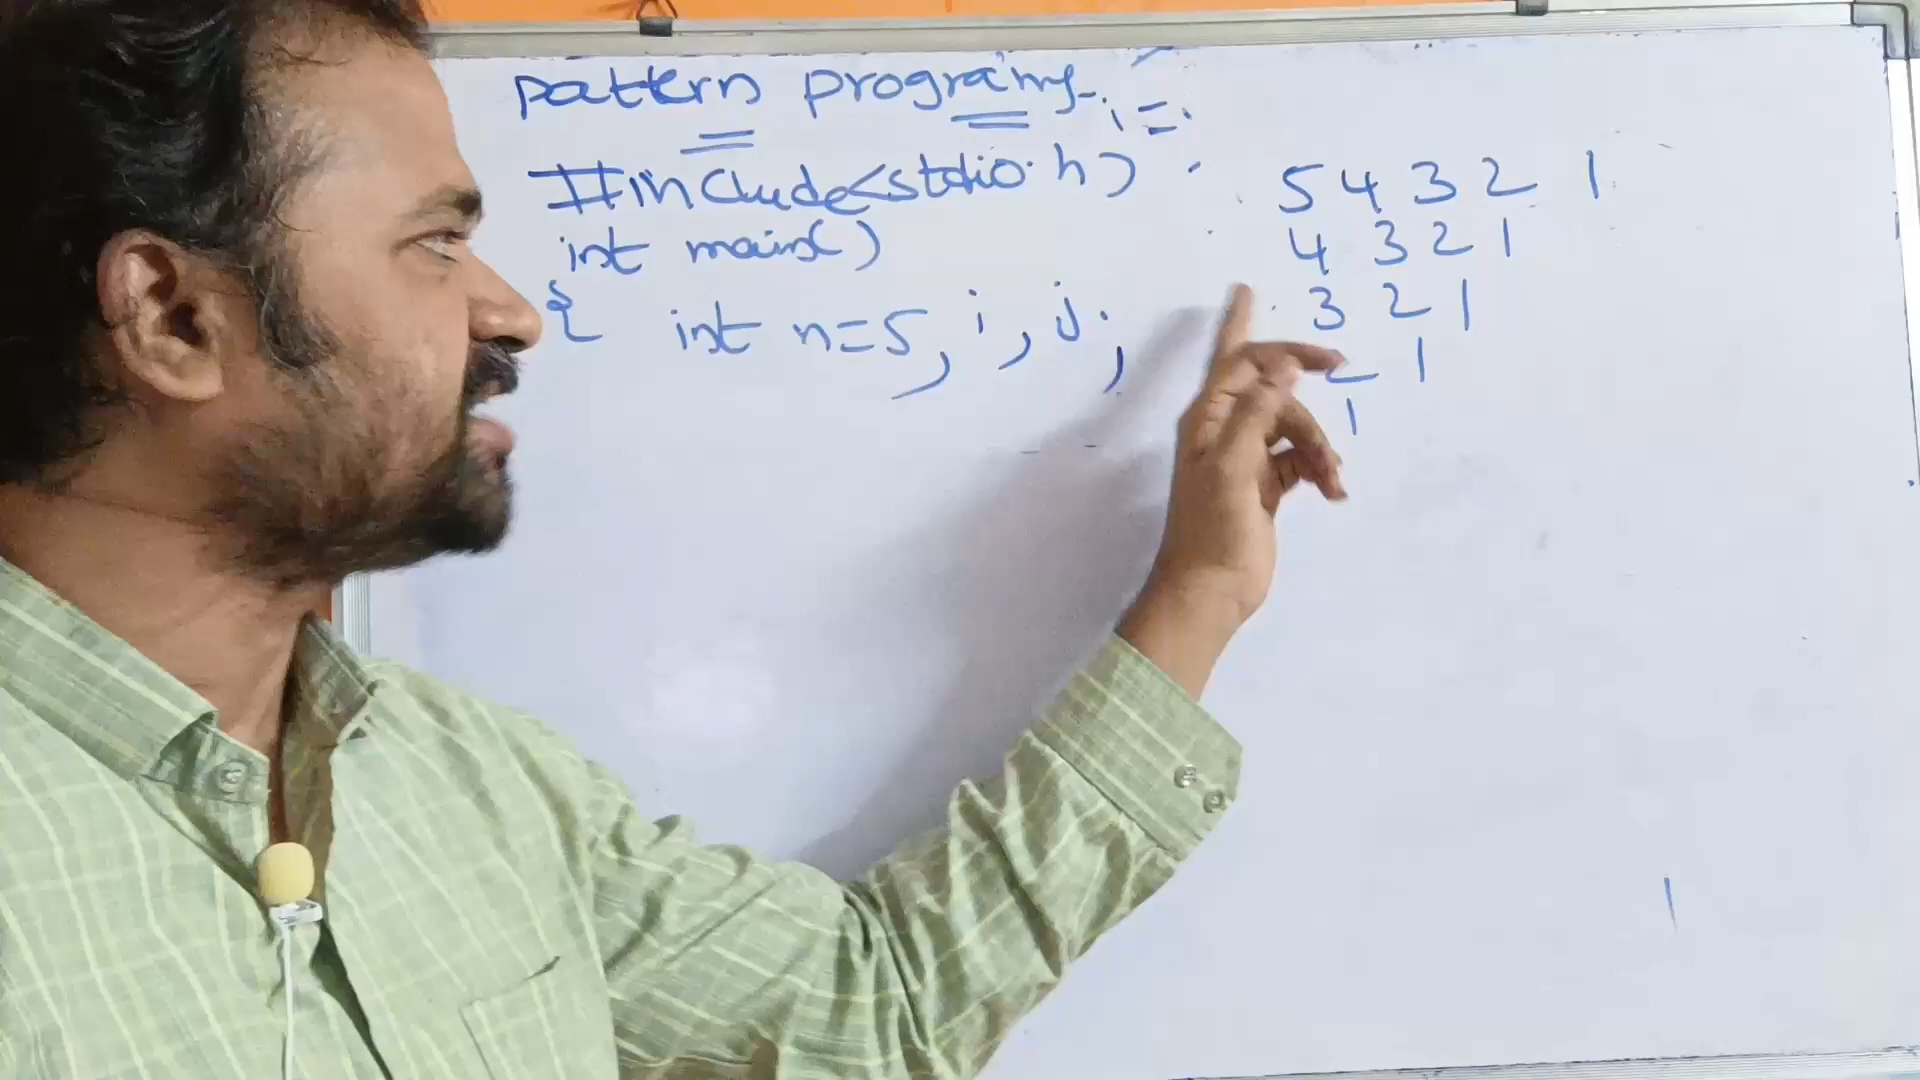 pattern programs
i =
#include<stdio.h>
int main()
{ int n=5, i, j;
5 4 3 2 1
4 3 2 1
3 2 1
2 1
1